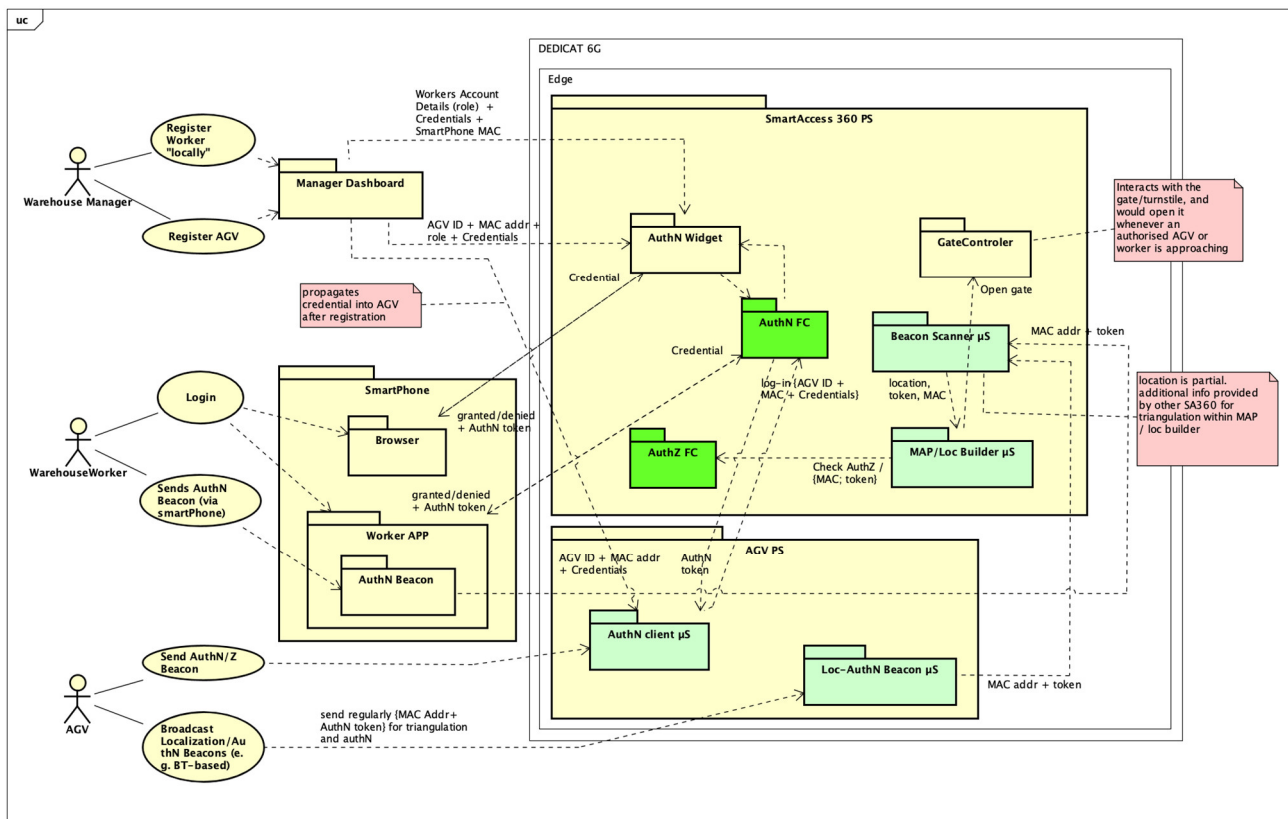 uc
DEDICAT 6G
Edge
Workers Account
Details (role)  +
Credentials +
SmartPhone MAC
SmartAccess 360 PS
Register
Worker
"locally"
Warehouse Manager
Manager Dashboard
Register AGV
AGV ID + MAC addr +
role + Credentials
AuthN Widget
GateControler
Interacts with the
gate/turnstile, and
would open it
whenever an
authorised AGV or
worker is approaching
propagates
credential into AGV
after registration
Credential
Open gate
AuthN FC
Beacon Scanner µS
MAC addr + token
Credential
log-in {AGV ID +
MAC + Credentials}
location,
token, MAC
location is partial.
additional info provided
by other SA360 for
triangulation within MAP
/ loc builder
SmartPhone
Login
granted/denied
+ AuthN token
Browser
WarehouseWorker
AuthZ FC
MAP/Loc Builder µS
Check AuthZ /
{MAC; token}
Sends AuthN
Beacon (via
smartPhone)
granted/denied
+ AuthN token
Worker APP
AuthN Beacon
AGV PS
AGV ID + MAC addr
+ Credentials
AuthN
token
AuthN client µS
Send AuthN/Z
Beacon
Loc-AuthN Beacon µS
MAC addr + token
AGV
Broadcast
Localization/Au
thN Beacons (e.
g. BT-based)
send regularly {MAC Addr+
AuthN token} for triangulation
and authN